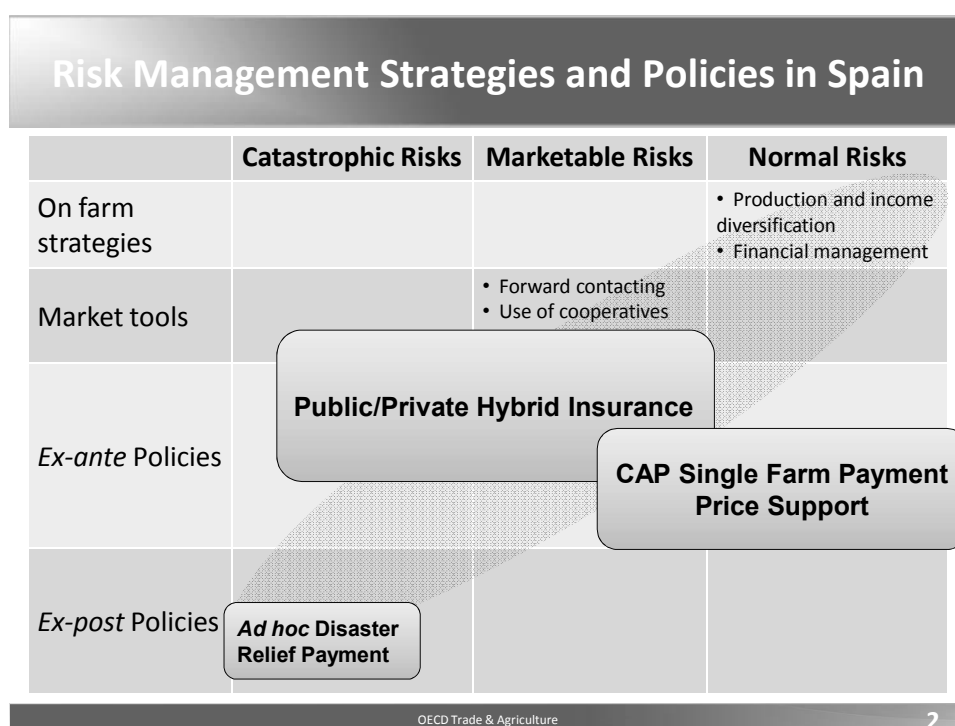 Risk Management Strategies and Policies in Spain
Catastrophic Risks Marketable Risks Normal Risks
On farm
strategies
• Production and income
diversification
• Financial management
Market tools
• Forward contacting
• Use of cooperatives
Public/Private Hybrid Insurance
Ex-ante Policies
CAP Single Farm Payment
Price Support
Ex-post Policies
Ad hoc Disaster
Relief Payment
OECD Trade & Agriculture
2